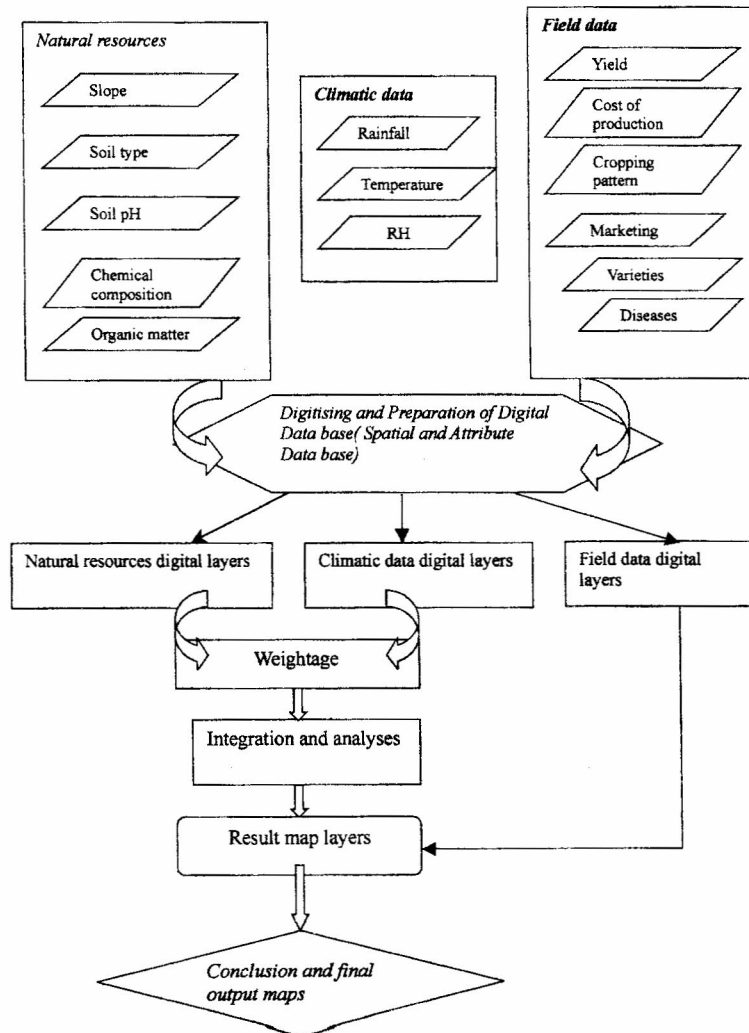 Natural resources
Slope
Soil type
Soil pH
Chemical
composition
Organic matter
Climatic data
Rainfall
Temperature
RH
Field data
Yield
Cost of
production
Cropping
pattern
Marketing
Varieties
Diseases
Digitising and Preparation of Digital
Data base( Spatial and Attribute
Data base)
Natural resources digital layers
Climatic data digital layers
Field data digital
layers
Weightage
Integration and analyses
Result map layers
Conclusion and final
output maps